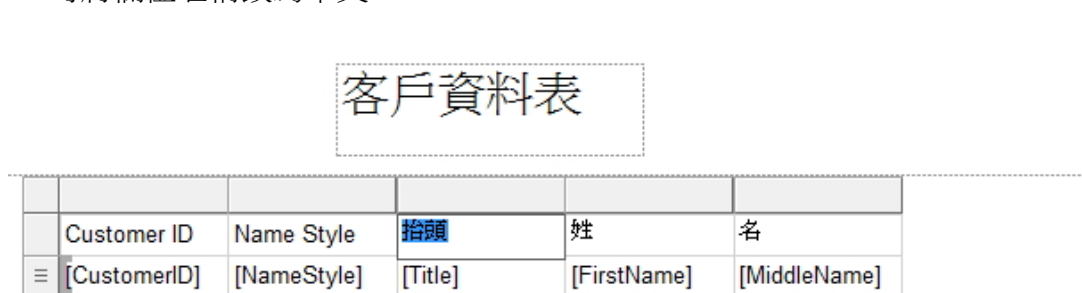 客戶資料表
Customer ID Name Style 抬頭 姓 名
[CustomerID] [NameStyle] [Title] [FirstName] [MiddleName]